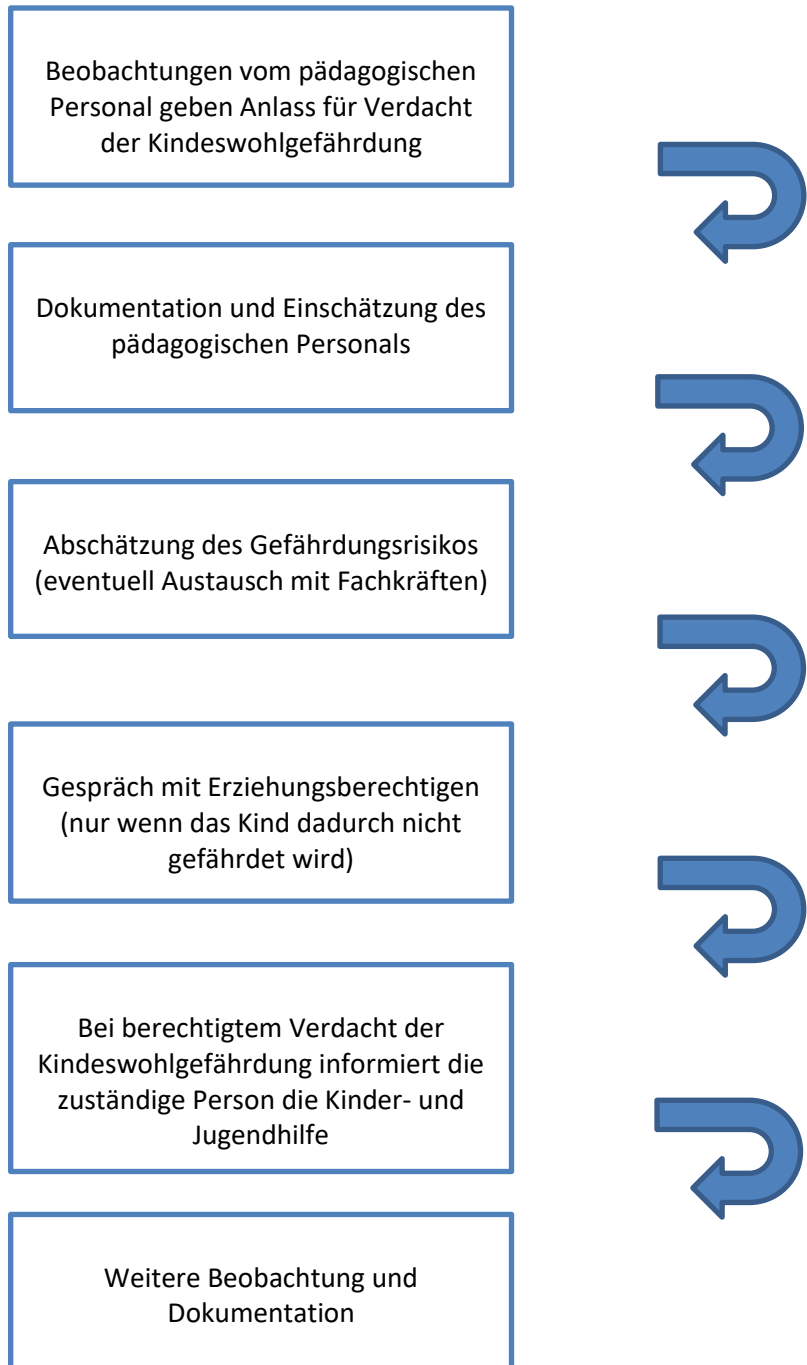 Beobachtungen vom pädagogischen
Personal geben Anlass für Verdacht
der Kindeswohlgefährdung
Dokumentation und Einschätzung des
pädagogischen Personals
Abschätzung des Gefährdungsrisikos
(eventuell Austausch mit Fachkräften)
Gespräch mit Erziehungsberechtigen
(nur wenn das Kind dadurch nicht
gefährdet wird)
Bei berechtigtem Verdacht der
Kindeswohlgefährdung informiert die
zuständige Person die Kinder- und
Jugendhilfe
Weitere Beobachtung und
Dokumentation